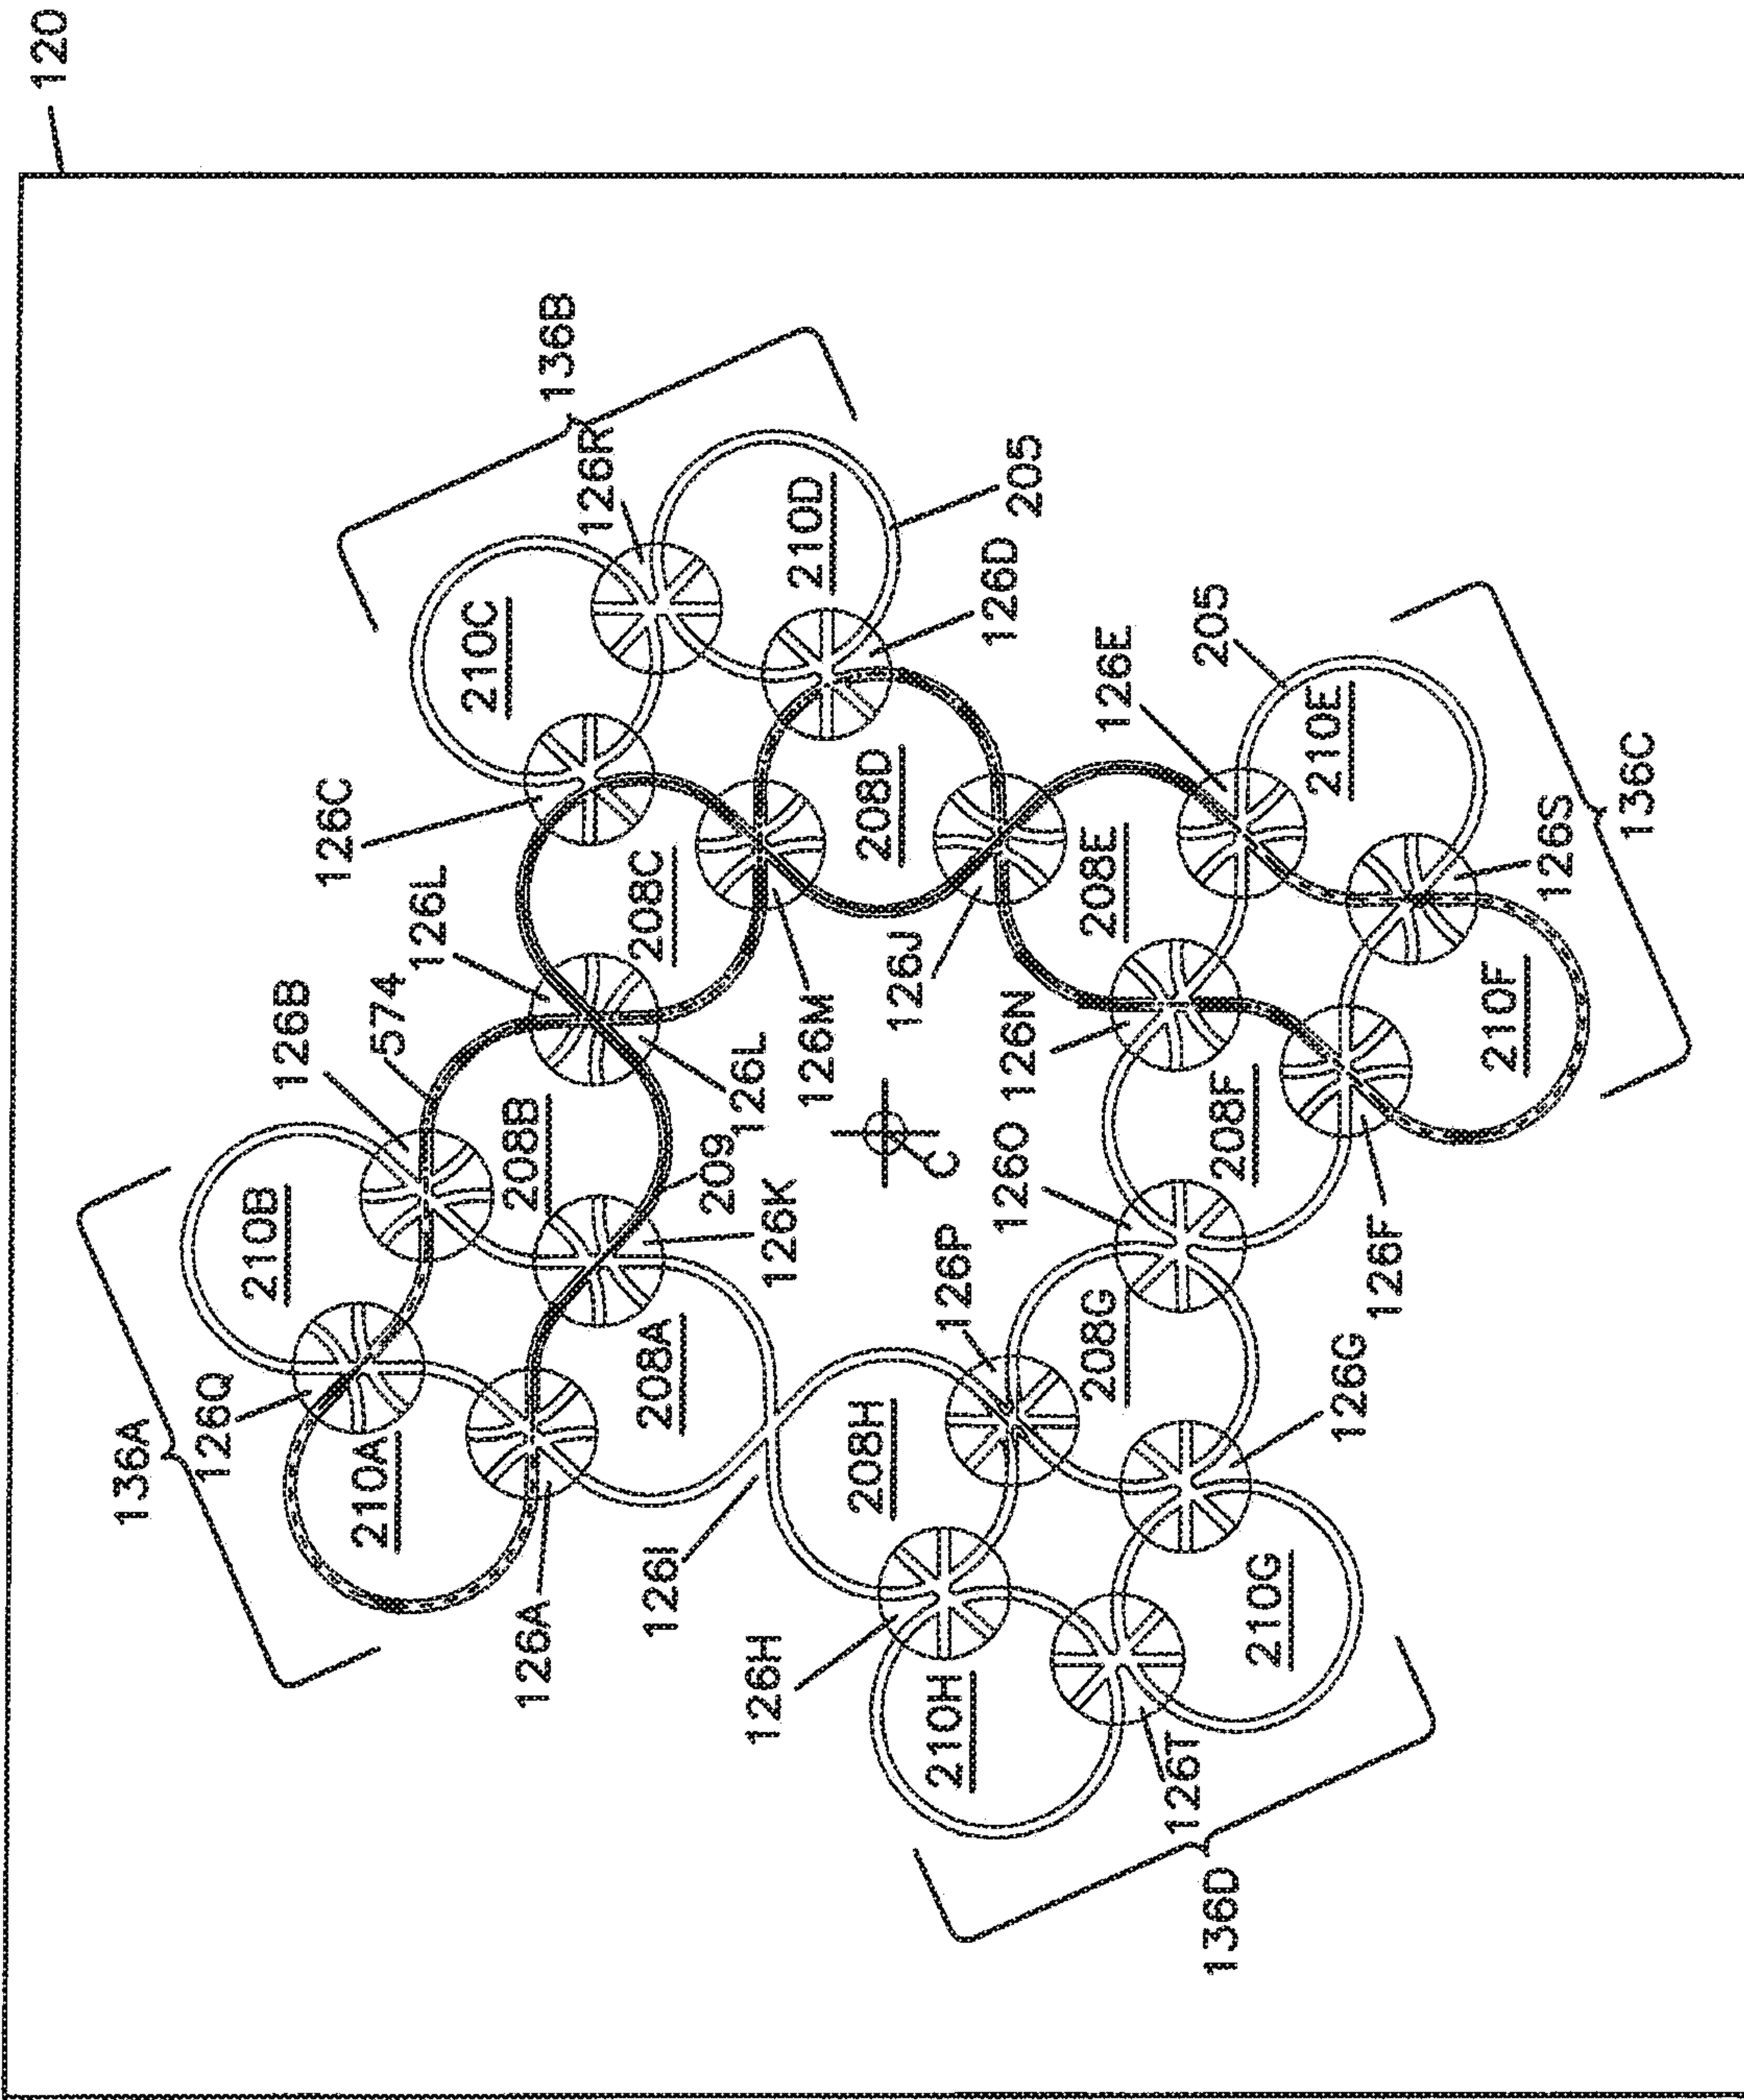 120
136A
126Q
210B
126B
126C
210A
574
126L
210C
208B
126A
136B
126R
208C
208A
126I
209
126L
126H
126K
210D
126M
208H
208D
126J
C
210H
126P
126D
126O
126N
205
208G
208E
126E
126T
205
136D
208F
210G
210E
126G
126F
210F
126S
136C